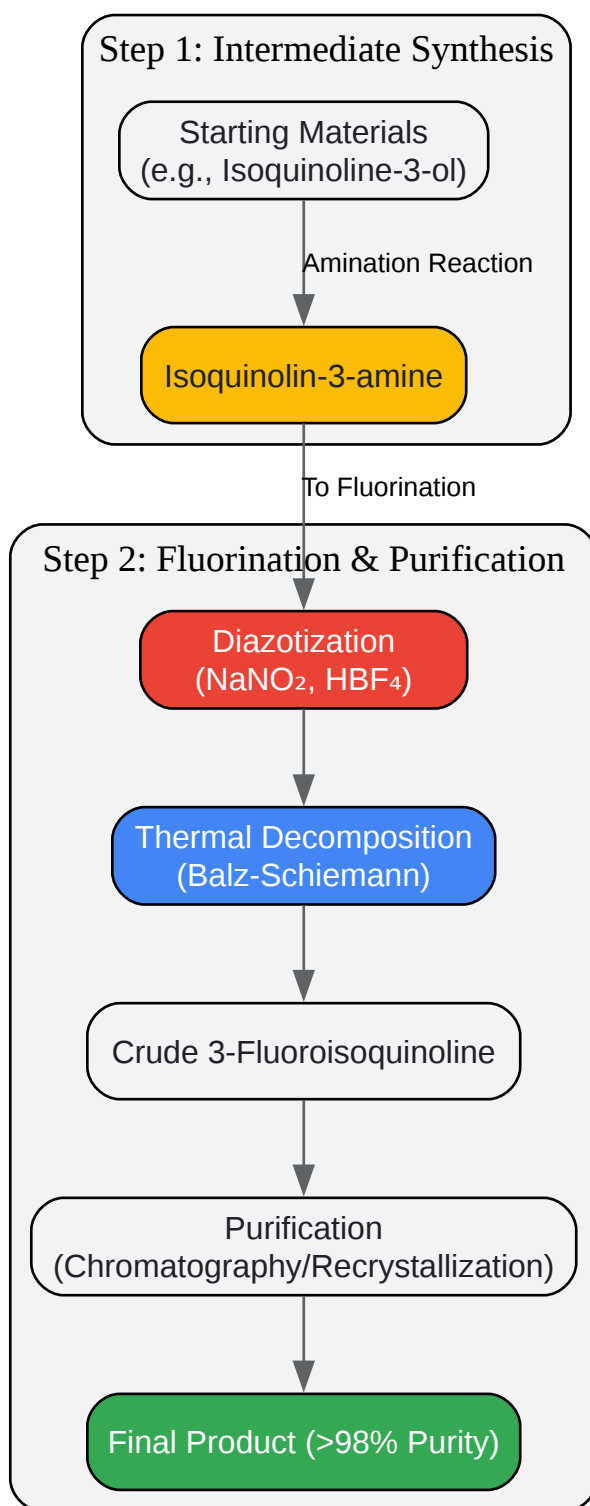 Step 1: Intermediate Synthesis
Starting Materials
(e.g., Isoquinoline-3-ol)
Amination Reaction
Isoquinolin-3-amine
To Fluorination
Step 2: Fluorination & Purification
Diazotization
(NaNO₂, HBF₄)
Thermal Decomposition
(Balz-Schiemann)
Crude 3-Fluoroisoquinoline
Purification
(Chromatography/Recrystallization)
Final Product (>98% Purity)